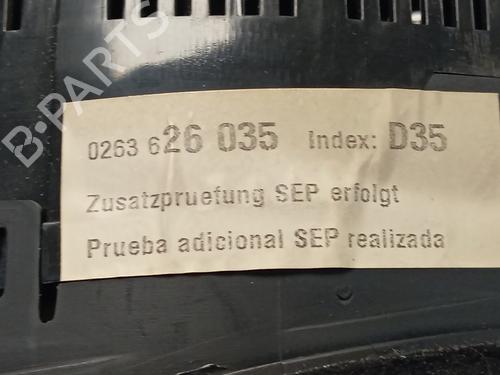 0263 626 035 Index: D35
Zusatzpruefung SEP erfolgt
Prueba adicional SEP realizada
B-PARTS